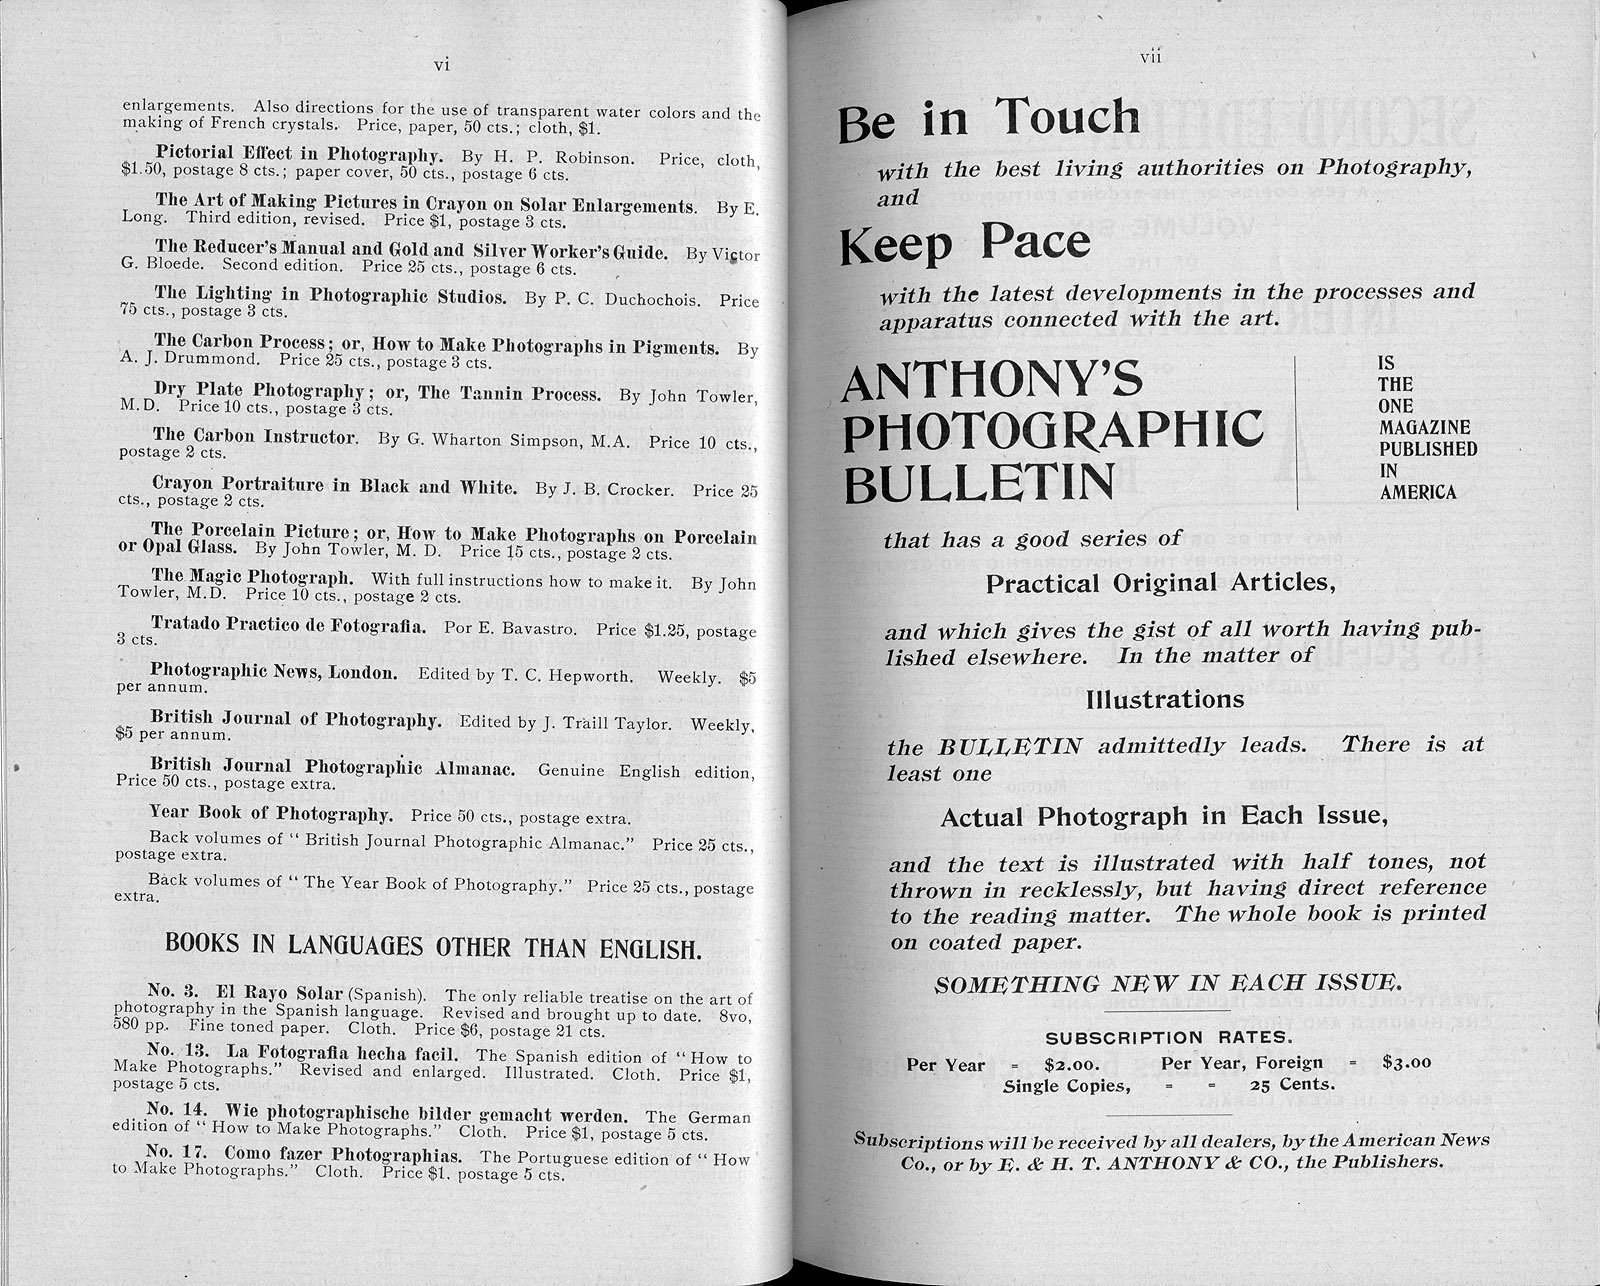 vi
enlargements. Also directions for the use of transparent water colors and the
making of French crystals. Price, paper, 50 cts.; cloth, $1.
Pictorial Effect in Photography. By H. P. Robinson. Price, cloth,
$1.50, postage 8 cts.; paper cover, 50 cts., postage 6 cts.
The Art of Making Pictures in Crayon on Solar Enlargements. By E.
Long. Third edition, revised. Price $1, postage 3 cts.
The Reducer's Manual and Gold and Silver Worker's Guide. By Victor
G. Bloede. Second edition. Price 25 cts., postage 6 cts.
The Lighting in Photographic Studios. By P. C. Duchochois. Price
75 cts., postage 3 cts.
The Carbon Process; or, How to Make Photographs in Pigments. By
A. J. Drummond. Price 25 cts., postage 3 cts.
Dry Plate Photography; or, The Tannin Process. By John Towler,
M.D. Price 10 cts., postage 3 cts.
The Carbon Instructor. By G. Wharton Simpson, M.A. Price 10 cts.,
postage 2 cts.
Crayon Portraiture in Black and White. By J. B. Crocker. Price 25
cts., postage 2 cts.
The Porcelain Picture; or, How to Make Photographs on Porcelain
or Opal Glass. By John Towler, M. D. Price 15 cts., postage 2 cts.
The Magic Photograph. With full instructions how to make it. By John
Towler, M.D. Price 10 cts., postage 2 cts.
Tratado Practico de Fotografia. Por E. Bavastro. Price $1.25, postage
3 cts.
Photographic News, London. Edited by T. C. Hepworth. Weekly. $5
per annum.
British Journal of Photography. Edited by J. Traill Taylor. Weekly,
$5 per annum.
British Journal Photographic Almanac. Genuine English edition,
Price 50 cts., postage extra.
Year Book of Photography. Price 50 cts., postage extra.
Back volumes of "British Journal Photographic Almanac." Price 25 cts.,
postage extra.
Back volumes of "The Year Book of Photography." Price 25 cts., postage
extra.
BOOKS IN LANGUAGES OTHER THAN ENGLISH.
No. 3. El Rayo Solar (Spanish). The only reliable treatise on the art of
photography in the Spanish language. Revised and brought up to date. 8vo,
580 pp. Fine toned paper. Cloth. Price $6, postage 21 cts.
No. 13. La Fotografia hecha facil. The Spanish edition of "How to
Make Photographs." Revised and enlarged. Illustrated. Cloth. Price $1,
postage 5 cts.
No. 14. Wie photographische bilder gemacht werden. The German
edition of "How to Make Photographs." Cloth. Price $1, postage 5 cts.
No. 17. Como fazer Photographias. The Portuguese edition of "How
to Make Photographs." Cloth. Price $1. postage 5 cts.
vii
Be in Touch
with the best living authorities on Photography,
and
Keep Pace
with the latest developments in the processes and
apparatus connected with the art.
ANTHONY'S
PHOTOGRAPHIC
BULLETIN
IS
THE
ONE
MAGAZINE
PUBLISHED
IN
AMERICA
that has a good series of
Practical Original Articles,
and which gives the gist of all worth having pub-
lished elsewhere. In the matter of
Illustrations
the BULLETIN admittedly leads. There is at
least one
Actual Photograph in Each Issue,
and the text is illustrated with half tones, not
thrown in recklessly, but having direct reference
to the reading matter. The whole book is printed
on coated paper.
SOMETHING NEW IN EACH ISSUE.
SUBSCRIPTION RATES.
Per Year = $2.00. Per Year, Foreign = $3.00
Single Copies, = = 25 Cents.
Subscriptions will be received by all dealers, by the American News
Co., or by E. & H. T. ANTHONY & CO., the Publishers.